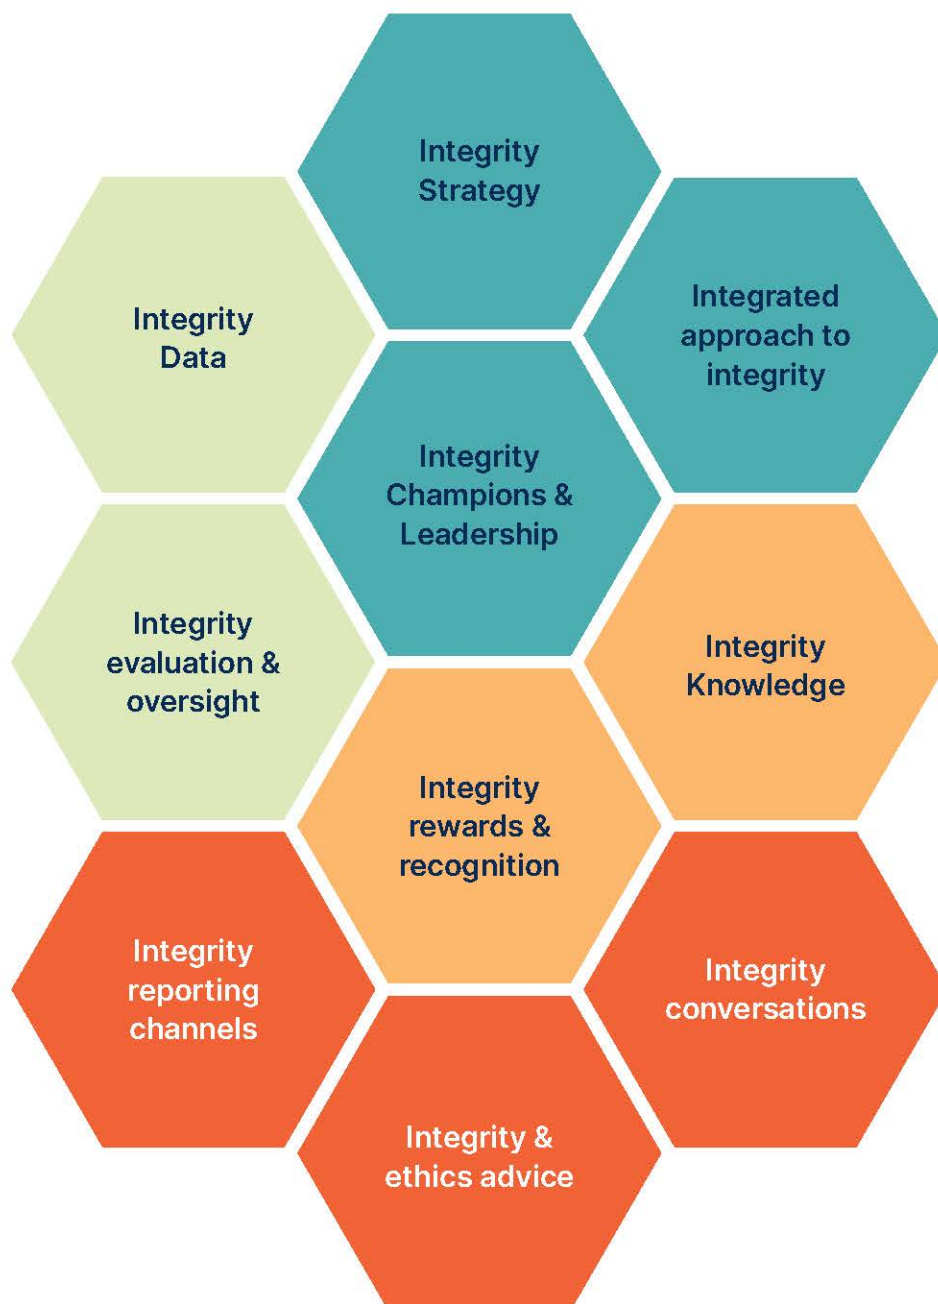 Integrity
Strategy
Integrity
Data
Integrated
approach to
integrity
Integrity
Champions &
Leadership
Integrity
evaluation &
oversight
Integrity
Knowledge
Integrity
rewards &
recognition
Integrity
reporting
channels
Integrity
conversations
Integrity &
ethics advice